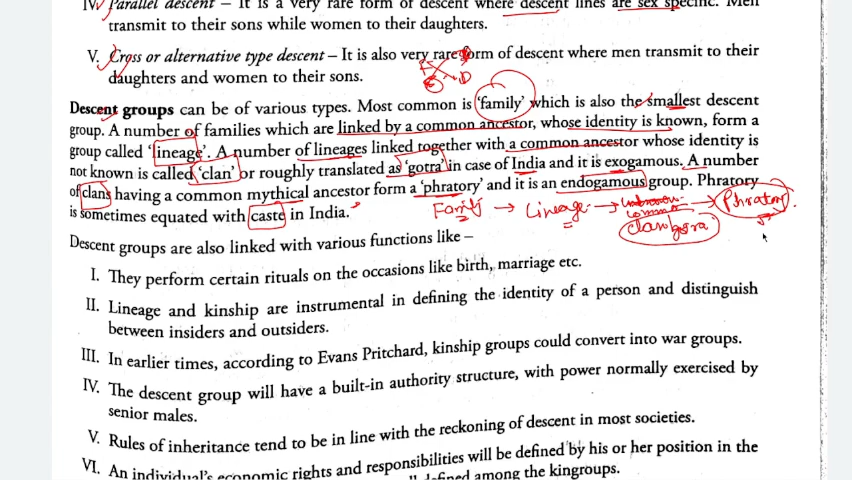 IV. Parallel descent – It is a very rare form of descent where descent lines are sex specific. Men
transmit to their sons while women to their daughters.
V. Cross or alternative type descent – It is also very rare form of descent where men transmit to their
daughters and women to their sons.
Descent groups can be of various types. Most common is 'family' which is also the smallest descent
group. A number of families which are linked by a common ancestor, whose identity is known, form a
group called 'lineage'. A number of lineages linked together with a common ancestor whose identity is
not known is called 'clan' or roughly translated as 'gotra' in case of India and it is exogamous. A number
of clans having a common mythical ancestor form a 'phratory' and it is an endogamous group. Phratory
is sometimes equated with caste in India.
Family → Lineage → unknown common → Phratory
clan/gora
Descent groups are also linked with various functions like –
I. They perform certain rituals on the occasions like birth, marriage etc.
II. Lineage and kinship are instrumental in defining the identity of a person and distinguish
between insiders and outsiders.
III. In earlier times, according to Evans Pritchard, kinship groups could convert into war groups.
IV. The descent group will have a built-in authority structure, with power normally exercised by
senior males.
V. Rules of inheritance tend to be in line with the reckoning of descent in most societies.
VI. An individual's economic rights and responsibilities will be defined by his or her position in the
defined among the kingroups.